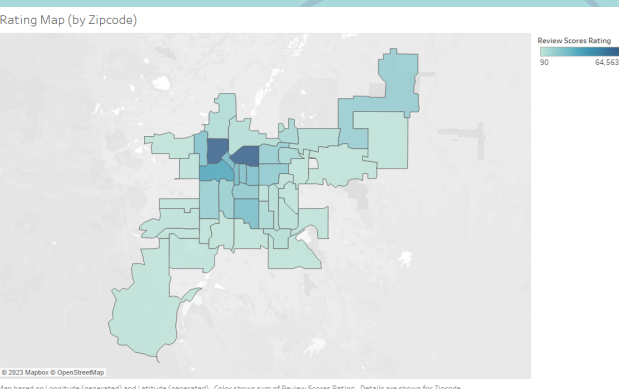 Rating Map (by Zipcode)
Review Scores Rating
90 64,563
© 2023 Mapbox © OpenStreetMap
Map based on Longitude (generated) and Latitude (generated). Color shows sum of Review Scores Rating. Details are shown for Zipcode.